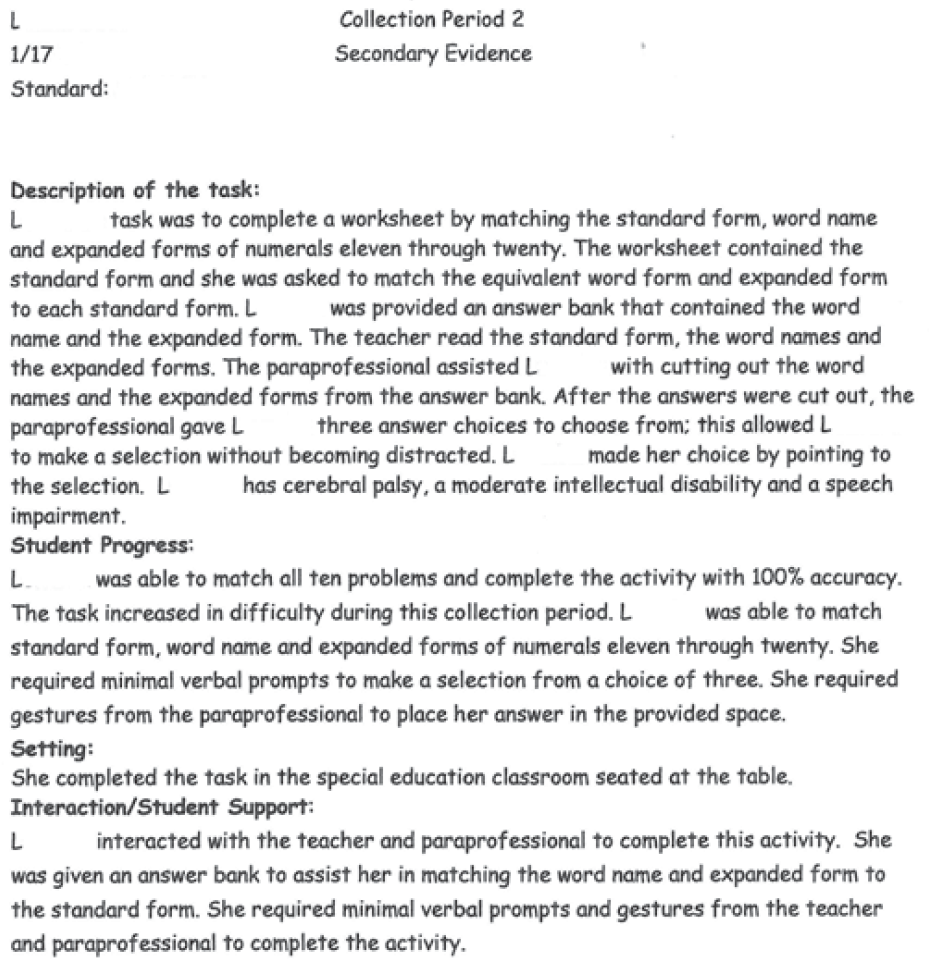 L Collection Period 2
1/17 Secondary Evidence
Standard:
Description of the task:
L task was to complete a worksheet by matching the standard form, word name
and expanded forms of numerals eleven through twenty. The worksheet contained the
standard form and she was asked to match the equivalent word form and expanded form
to each standard form. L was provided an answer bank that contained the word
name and the expanded form. The teacher read the standard form, the word names and
the expanded forms. The paraprofessional assisted L with cutting out the word
names and the expanded forms from the answer bank. After the answers were cut out, the
paraprofessional gave L three answer choices to choose from; this allowed L
to make a selection without becoming distracted. L made her choice by pointing to
the selection. L has cerebral palsy, a moderate intellectual disability and a speech
impairment.
Student Progress:
L was able to match all ten problems and complete the activity with 100% accuracy.
The task increased in difficulty during this collection period. L was able to match
standard form, word name and expanded forms of numerals eleven through twenty. She
required minimal verbal prompts to make a selection from a choice of three. She required
gestures from the paraprofessional to place her answer in the provided space.
Setting:
She completed the task in the special education classroom seated at the table.
Interaction/Student Support:
L interacted with the teacher and paraprofessional to complete this activity. She
was given an answer bank to assist her in matching the word name and expanded form to
the standard form. She required minimal verbal prompts and gestures from the teacher
and paraprofessional to complete the activity.